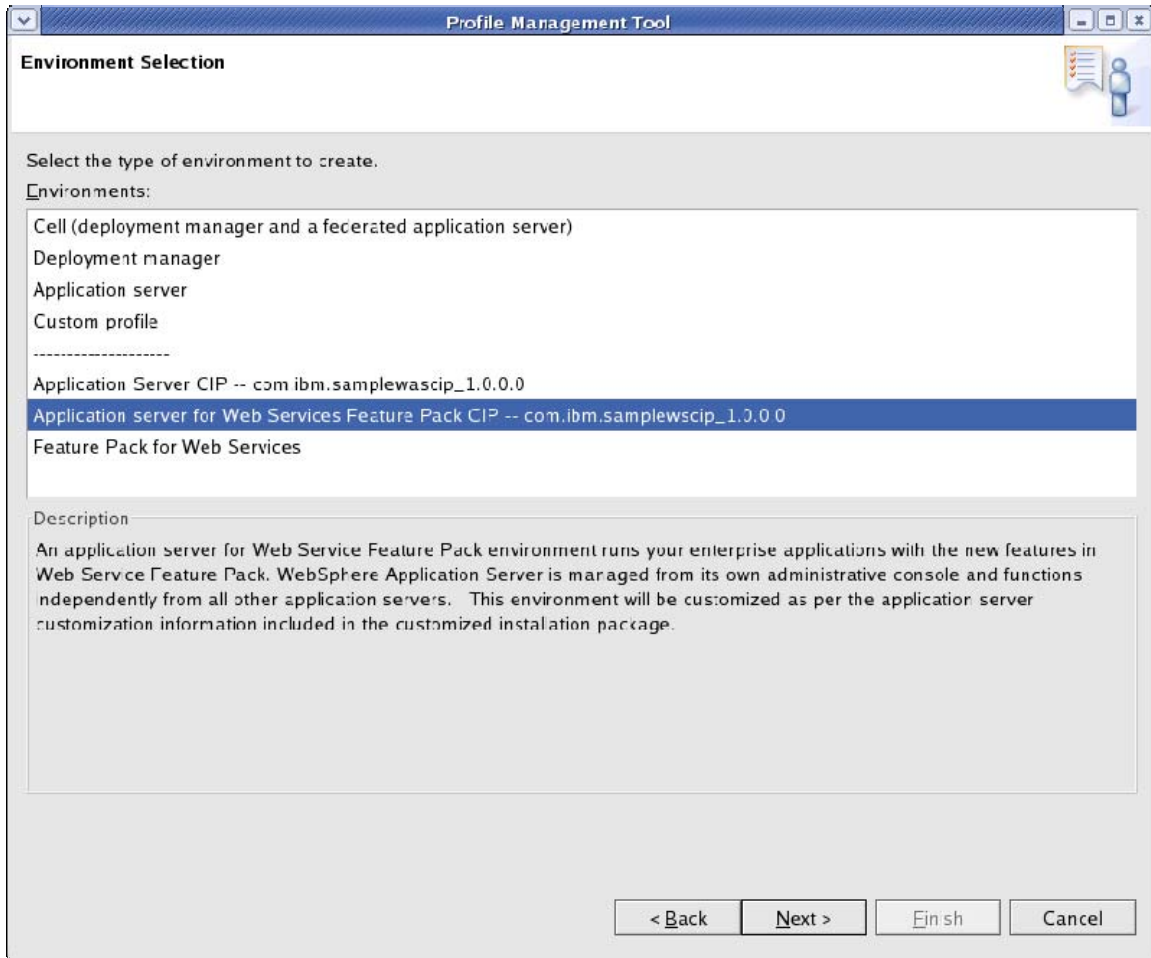 Profile Management Tool
Environment Selection
Select the type of environment to create.
Environments:
Cell (deployment manager and a federated application server)
Deployment manager
Application server
Custom profile
--------------------
Application Server CIP -- com ibm.samplewascip_1.0.0.0
Application server for Web Services Feature Pack CIP -- com.ibm.samplewscip_1.0.0 0
Feature Pack for Web Services
Description
An application server for Web Service Feature Pack environment runs your enterprise applications with the new features in
Web Service Feature Pack. WebSphere Application Server is managed from its own administrative console and functions
independently from all other application servers. This environment will be customized as per the application server
customization information included in the customized installation package.
< Back
Next >
Finish
Cancel